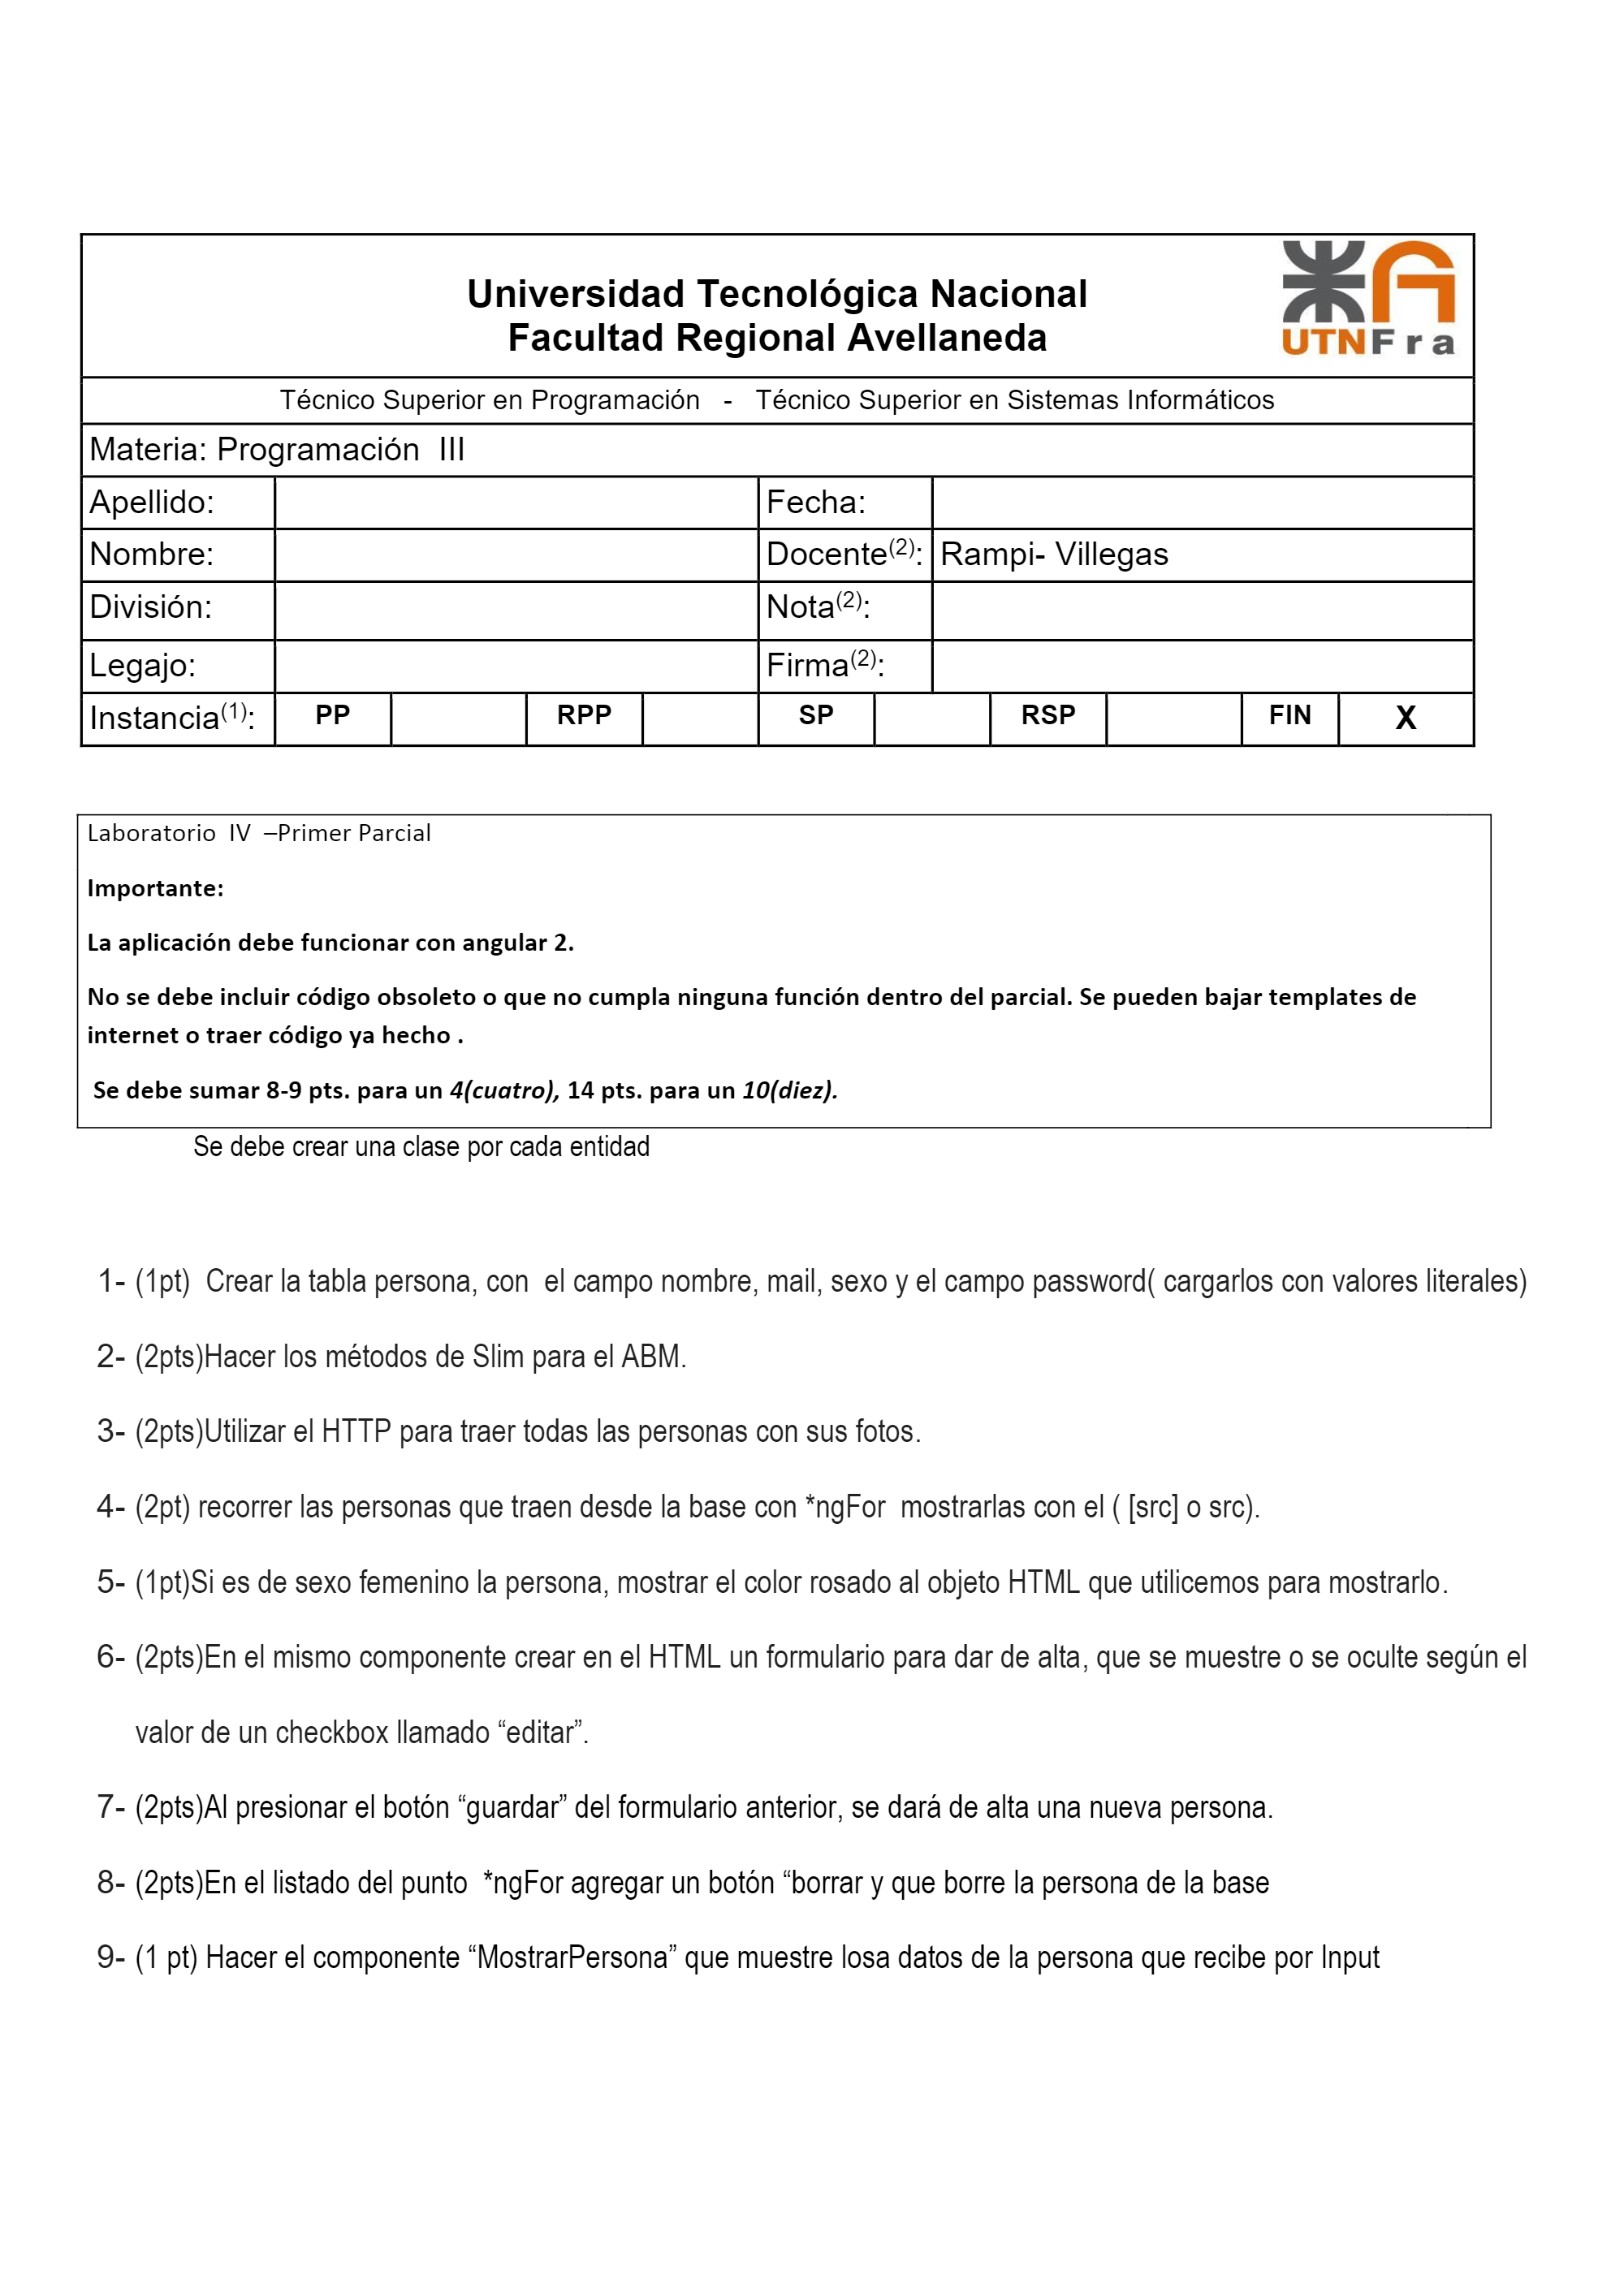 Universidad Tecnológica Nacional
Facultad Regional Avellaneda
UTNFra
Técnico Superior en Programación - Técnico Superior en Sistemas Informáticos
Materia: Programación III
Apellido: Fecha:
Nombre: Docente(2): Rampi- Villegas
División: Nota(2):
Legajo: Firma(2):
Instancia(1): PP RPP SP RSP FIN X
Laboratorio IV –Primer Parcial
Importante:
La aplicación debe funcionar con angular 2.
No se debe incluir código obsoleto o que no cumpla ninguna función dentro del parcial. Se pueden bajar templates de
internet o traer código ya hecho .
Se debe sumar 8-9 pts. para un 4(cuatro), 14 pts. para un 10(diez).
Se debe crear una clase por cada entidad
1- (1pt) Crear la tabla persona, con el campo nombre, mail, sexo y el campo password( cargarlos con valores literales)
2- (2pts)Hacer los métodos de Slim para el ABM.
3- (2pts)Utilizar el HTTP para traer todas las personas con sus fotos.
4- (2pt) recorrer las personas que traen desde la base con *ngFor mostrarlas con el ( [src] o src).
5- (1pt)Si es de sexo femenino la persona, mostrar el color rosado al objeto HTML que utilicemos para mostrarlo.
6- (2pts)En el mismo componente crear en el HTML un formulario para dar de alta, que se muestre o se oculte según el
valor de un checkbox llamado “editar”.
7- (2pts)Al presionar el botón “guardar” del formulario anterior, se dará de alta una nueva persona.
8- (2pts)En el listado del punto *ngFor agregar un botón “borrar y que borre la persona de la base
9- (1 pt) Hacer el componente “MostrarPersona” que muestre losa datos de la persona que recibe por Input